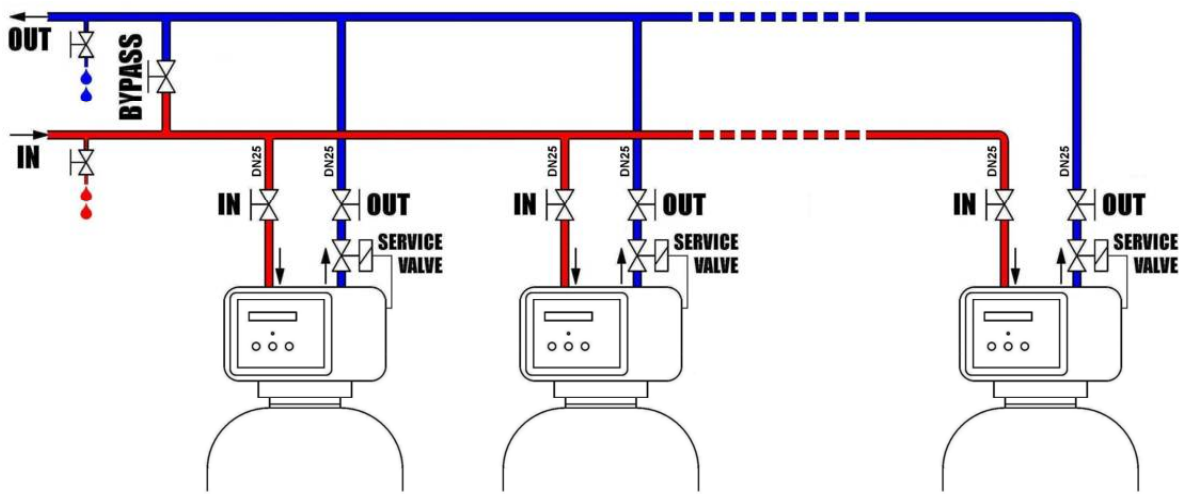 OUT
BYPASS
IN
DN25
DN25
DN25
DN25
DN25
DN25
IN
OUT
IN
OUT
IN
OUT
SERVICE
VALVE
SERVICE
VALVE
SERVICE
VALVE